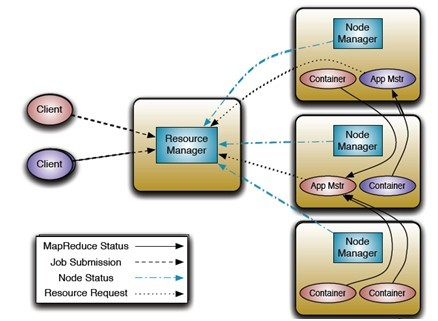 Node
Manager
Container
App Mstr
Client
Resource
Manager
Node
Manager
Client
App Mstr
Container
MapReduce Status
Job Submission
Node Status
Resource Request
Node
Manager
Container
Container